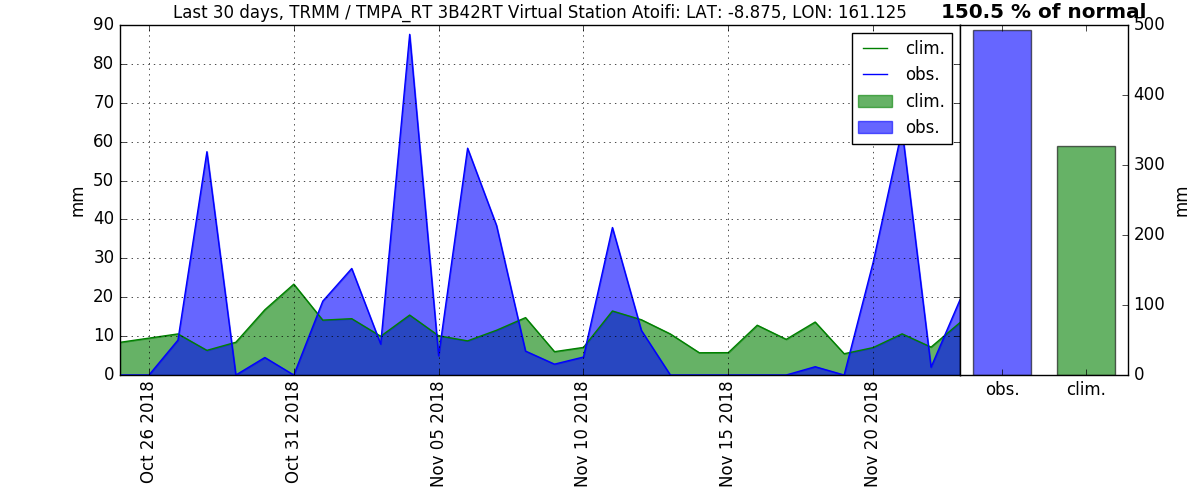 Last 30 days, TRMM / TMPA_RT 3B42RT Virtual Station Atoifi: LAT: -8.875, LON: 161.125
150.5 % of normal
90
80
70
60
50
40
30
20
10
0
mm
clim.
obs.
clim.
obs.
Oct 26 2018
Oct 31 2018
Nov 05 2018
Nov 10 2018
Nov 15 2018
Nov 20 2018
500
400
300
200
100
0
mm
obs.
clim.